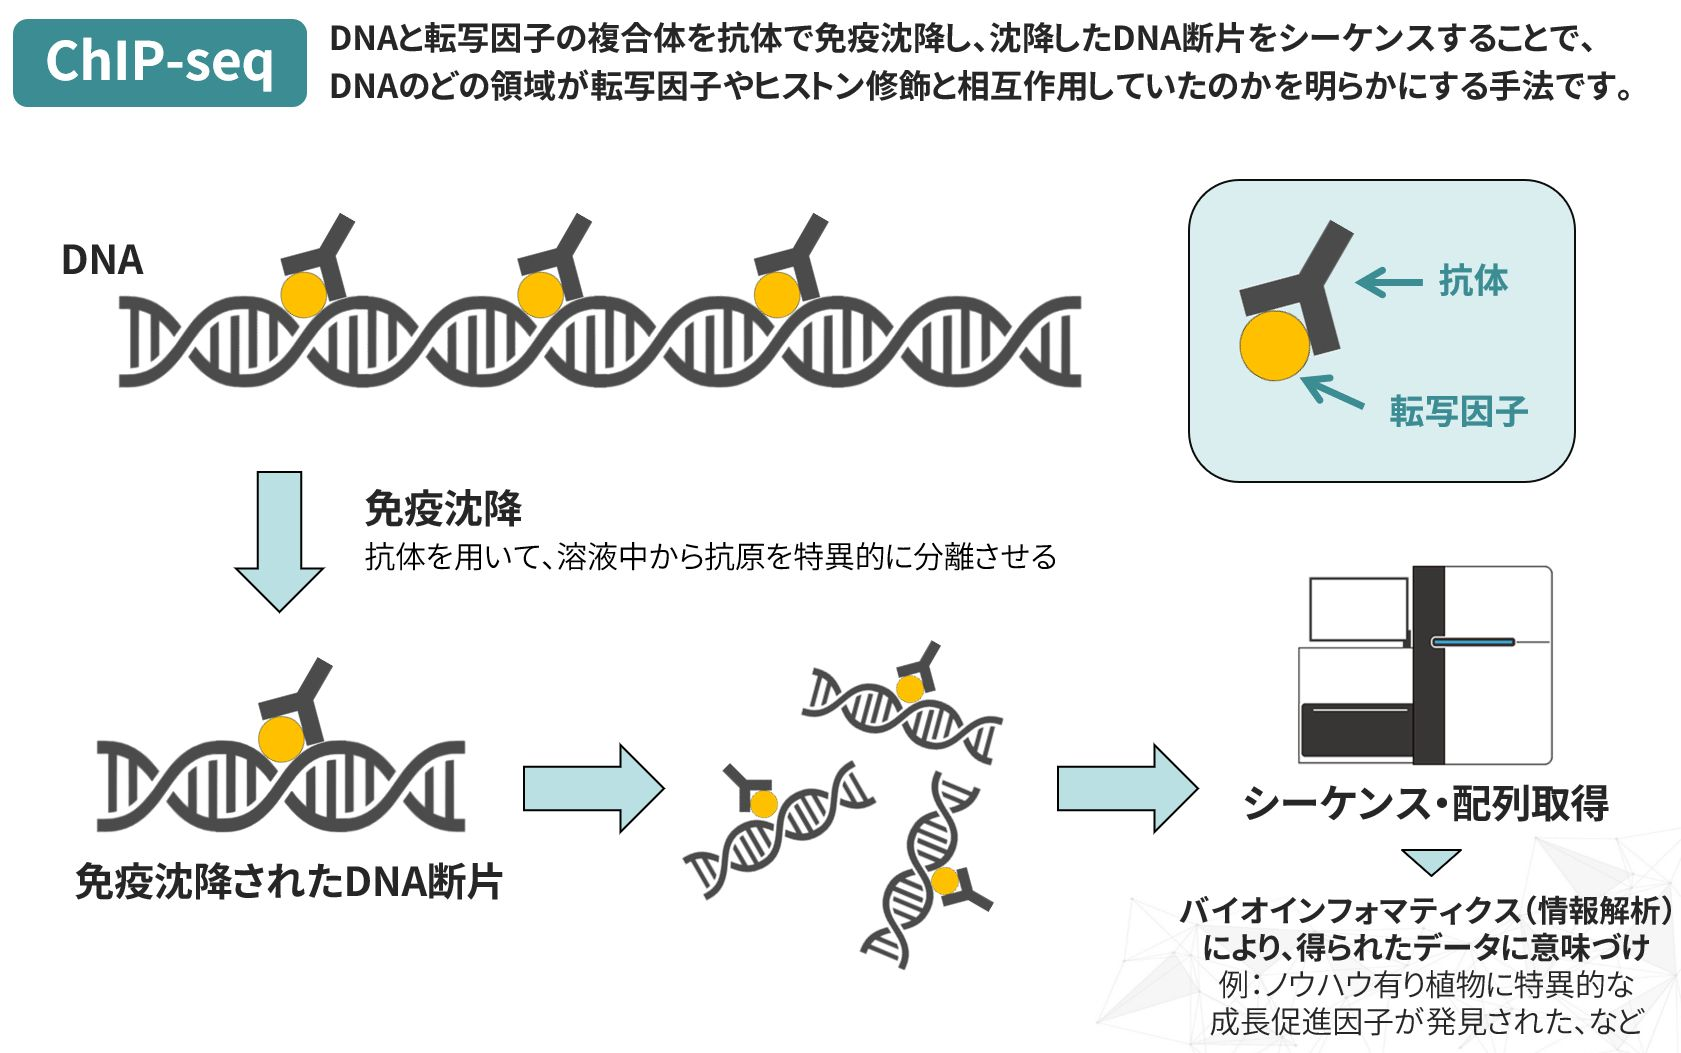 ChIP-seq
DNAと転写因子の複合体を抗体で免疫沈降し、沈降したDNA断片をシーケンスすることで、
DNAのどの領域が転写因子やヒストン修飾と相互作用していたのかを明らかにする手法です。
DNA
抗体
転写因子
免疫沈降
抗体を用いて、溶液中から抗原を特異的に分離させる
免疫沈降されたDNA断片
シーケンス・配列取得
バイオインフォマティクス（情報解析）
により、得られたデータに意味づけ
例：ノウハウ有り植物に特異的な
成長促進因子が発見された、など